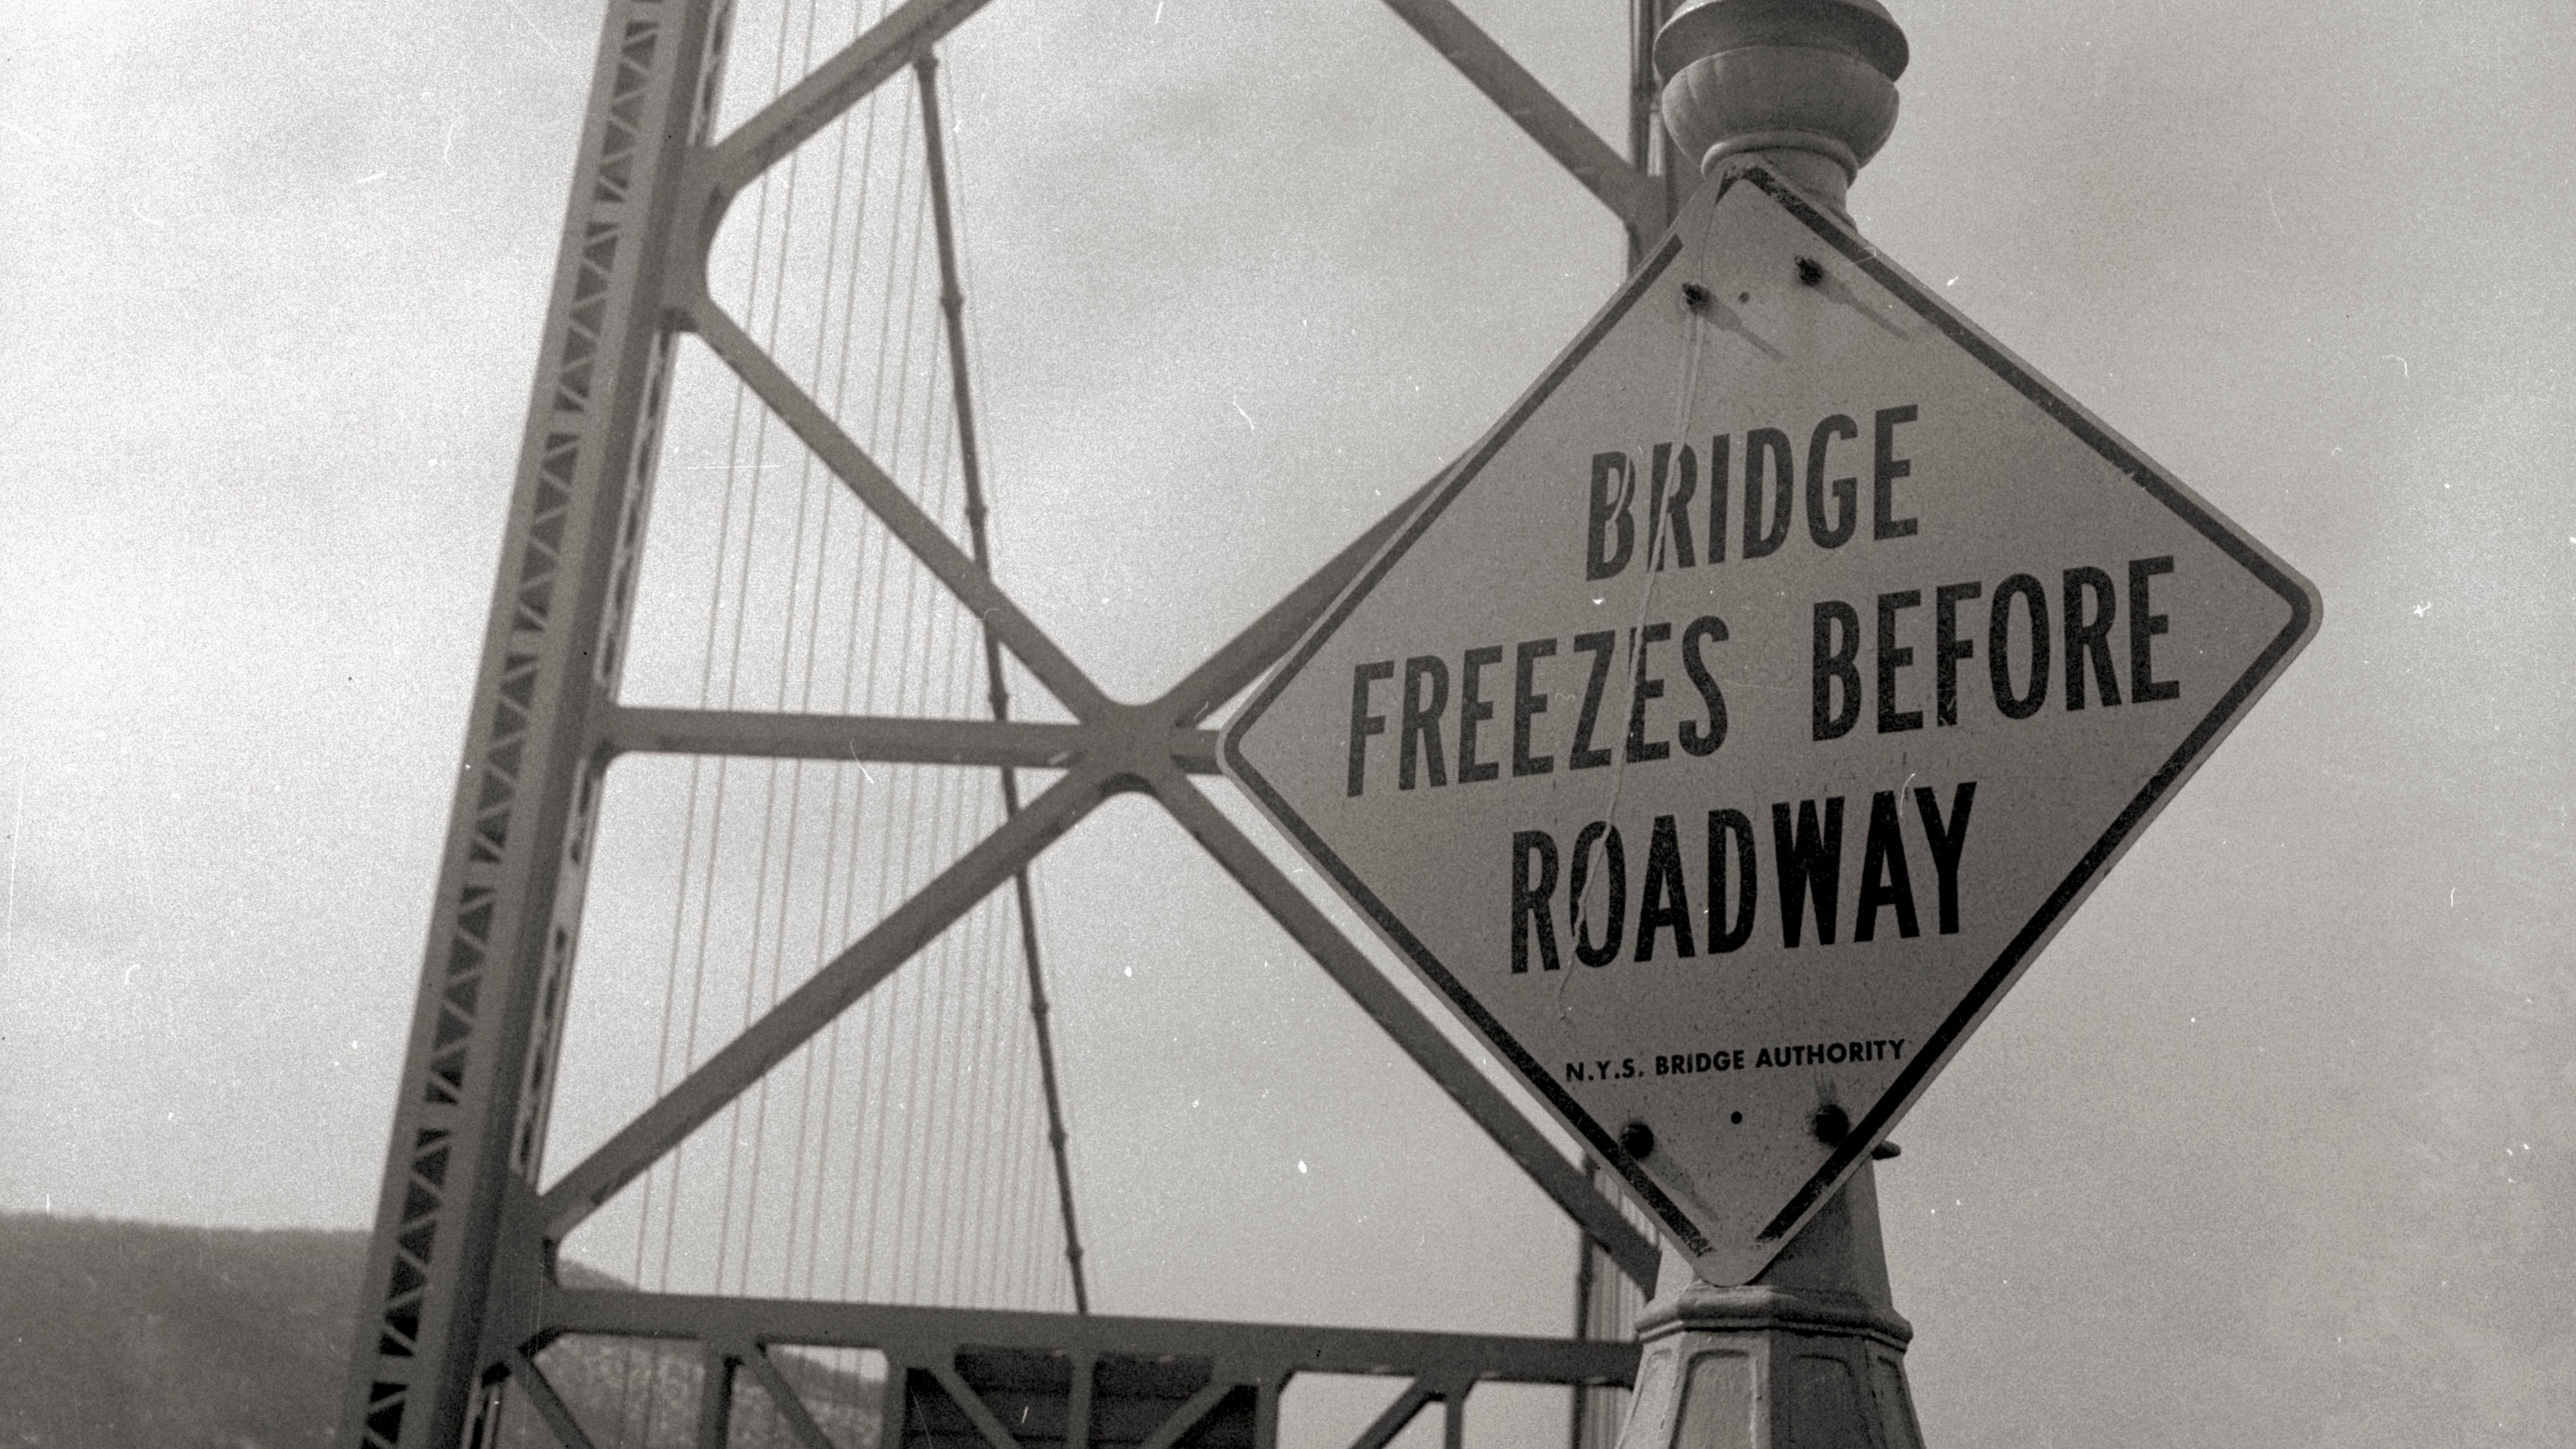 BRIDGE
FREEZES BEFORE
ROADWAY
N.Y.S. BRIDGE AUTHORITY